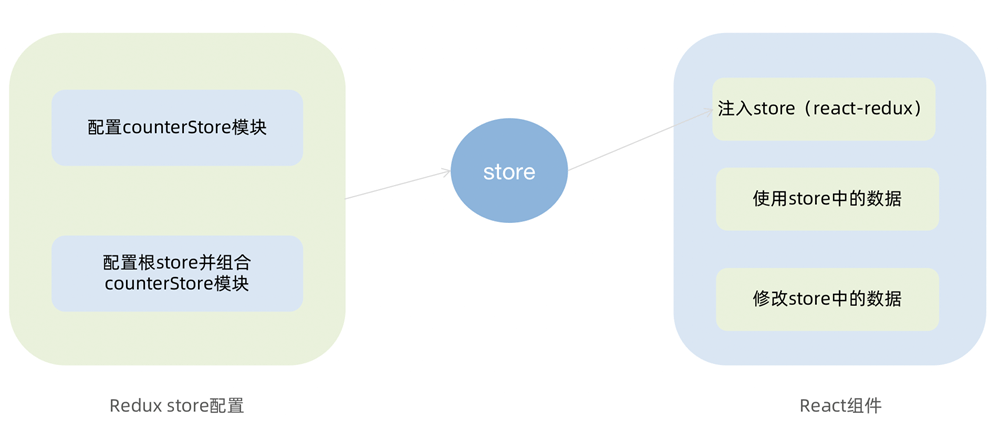 配置counterStore模块
配置根store并组合
counterStore模块
Redux store配置
store
注入store（react-redux）
使用store中的数据
修改store中的数据
React组件